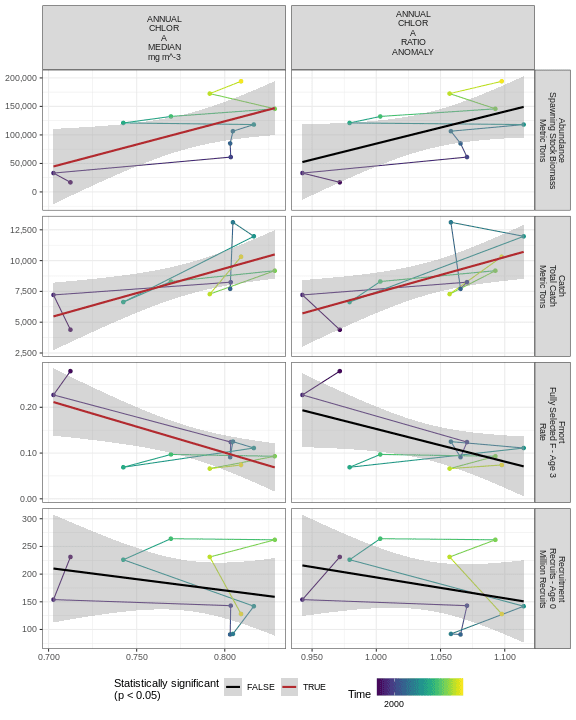 ANNUAL
CHLOR
A
MEDIAN
mg m^-3
ANNUAL
CHLOR
A
RATIO
ANOMALY
200,000
150,000
100,000
50,000
0
Abundance
Spawning Stock Biomass
Metric Tons
12,500
10,000
7,500
5,000
2,500
Catch
Total Catch
Metric Tons
0.20
0.10
0.00
Fmort
Fully Selected F - Age 3
Rate
300
250
200
150
100
Recruitment
Recruits - Age 0
Million Recruits
0.700 0.750 0.800
0.950 1.000 1.050 1.100
Statistically significant
(p < 0.05)
FALSE TRUE
Time
2000